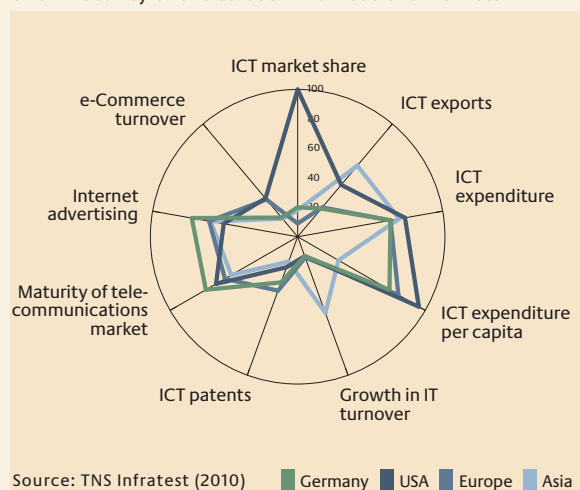 ICT market share
100
80
60
40
20
ICT exports
ICT
expenditure
ICT expenditure
per capita
Growth in IT
turnover
ICT patents
Maturity of tele-
communications
market
Internet
advertising
e-Commerce
turnover
Source: TNS Infratest (2010)
Germany USA Europe Asia